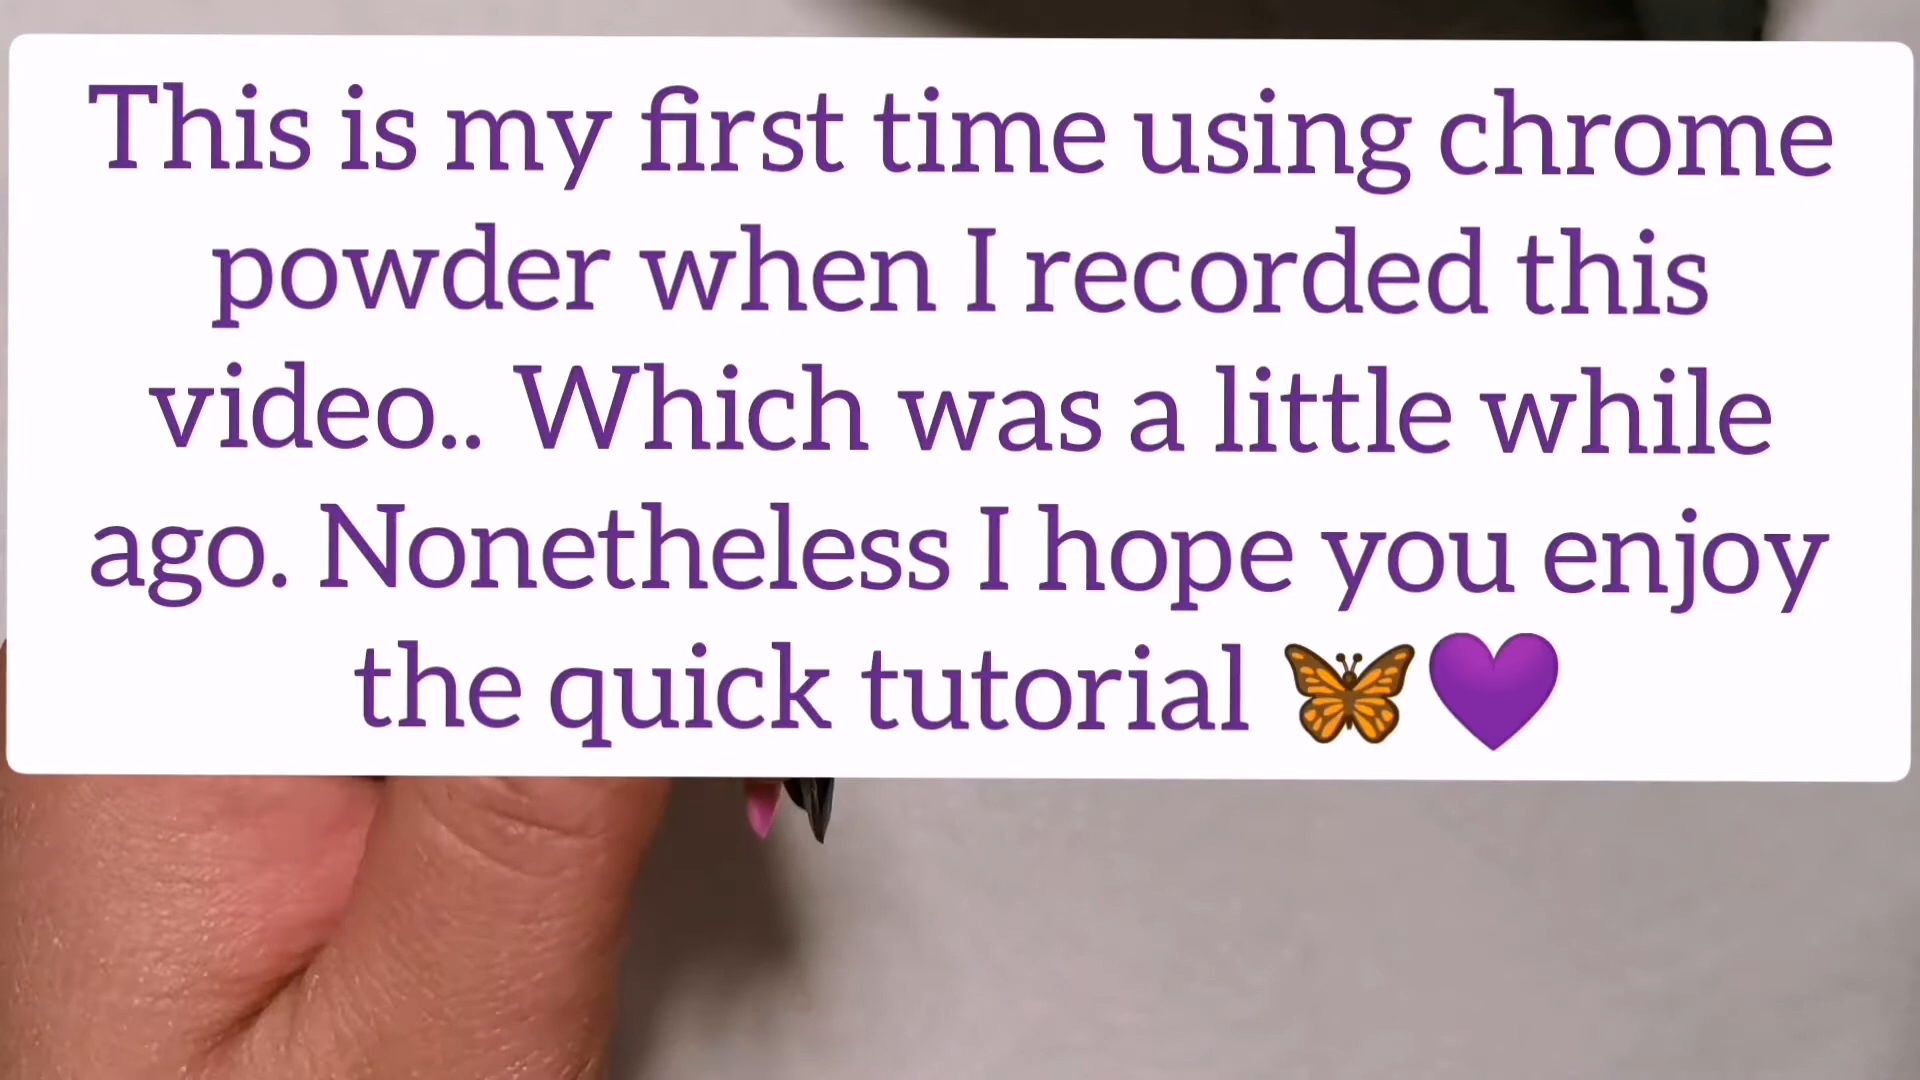 This is my first time using chrome
powder when I recorded this
video.. Which was a little while
ago. Nonetheless I hope you enjoy
the quick tutorial 🦋💜